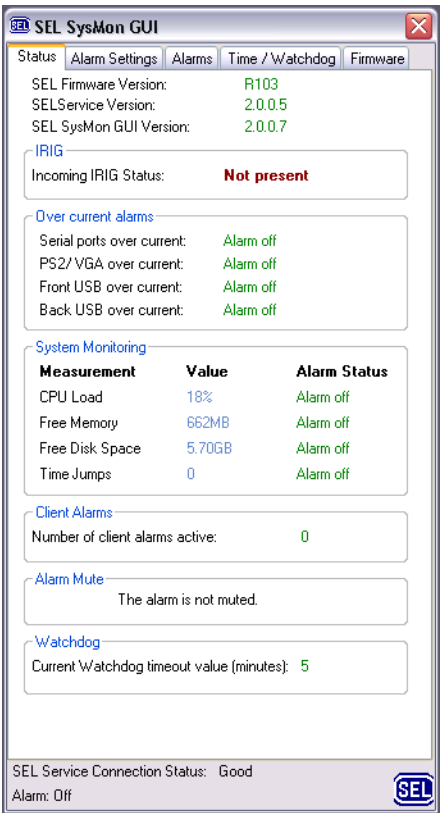 SEL SEL SysMon GUI
Status Alarm Settings Alarms Time / Watchdog Firmware
SEL Firmware Version: R103
SELService Version: 2.0.0.5
SEL SysMon GUI Version: 2.0.0.7
IRIG
Incoming IRIG Status: Not present
Over current alarms
Serial ports over current: Alarm off
PS2/ VGA over current: Alarm off
Front USB over current: Alarm off
Back USB over current: Alarm off
System Monitoring
Measurement Value Alarm Status
CPU Load 18% Alarm off
Free Memory 662MB Alarm off
Free Disk Space 5.70GB Alarm off
Time Jumps 0 Alarm off
Client Alarms
Number of client alarms active: 0
Alarm Mute
The alarm is not muted.
Watchdog
Current Watchdog timeout value (minutes): 5
SEL Service Connection Status: Good
Alarm: Off
SEL